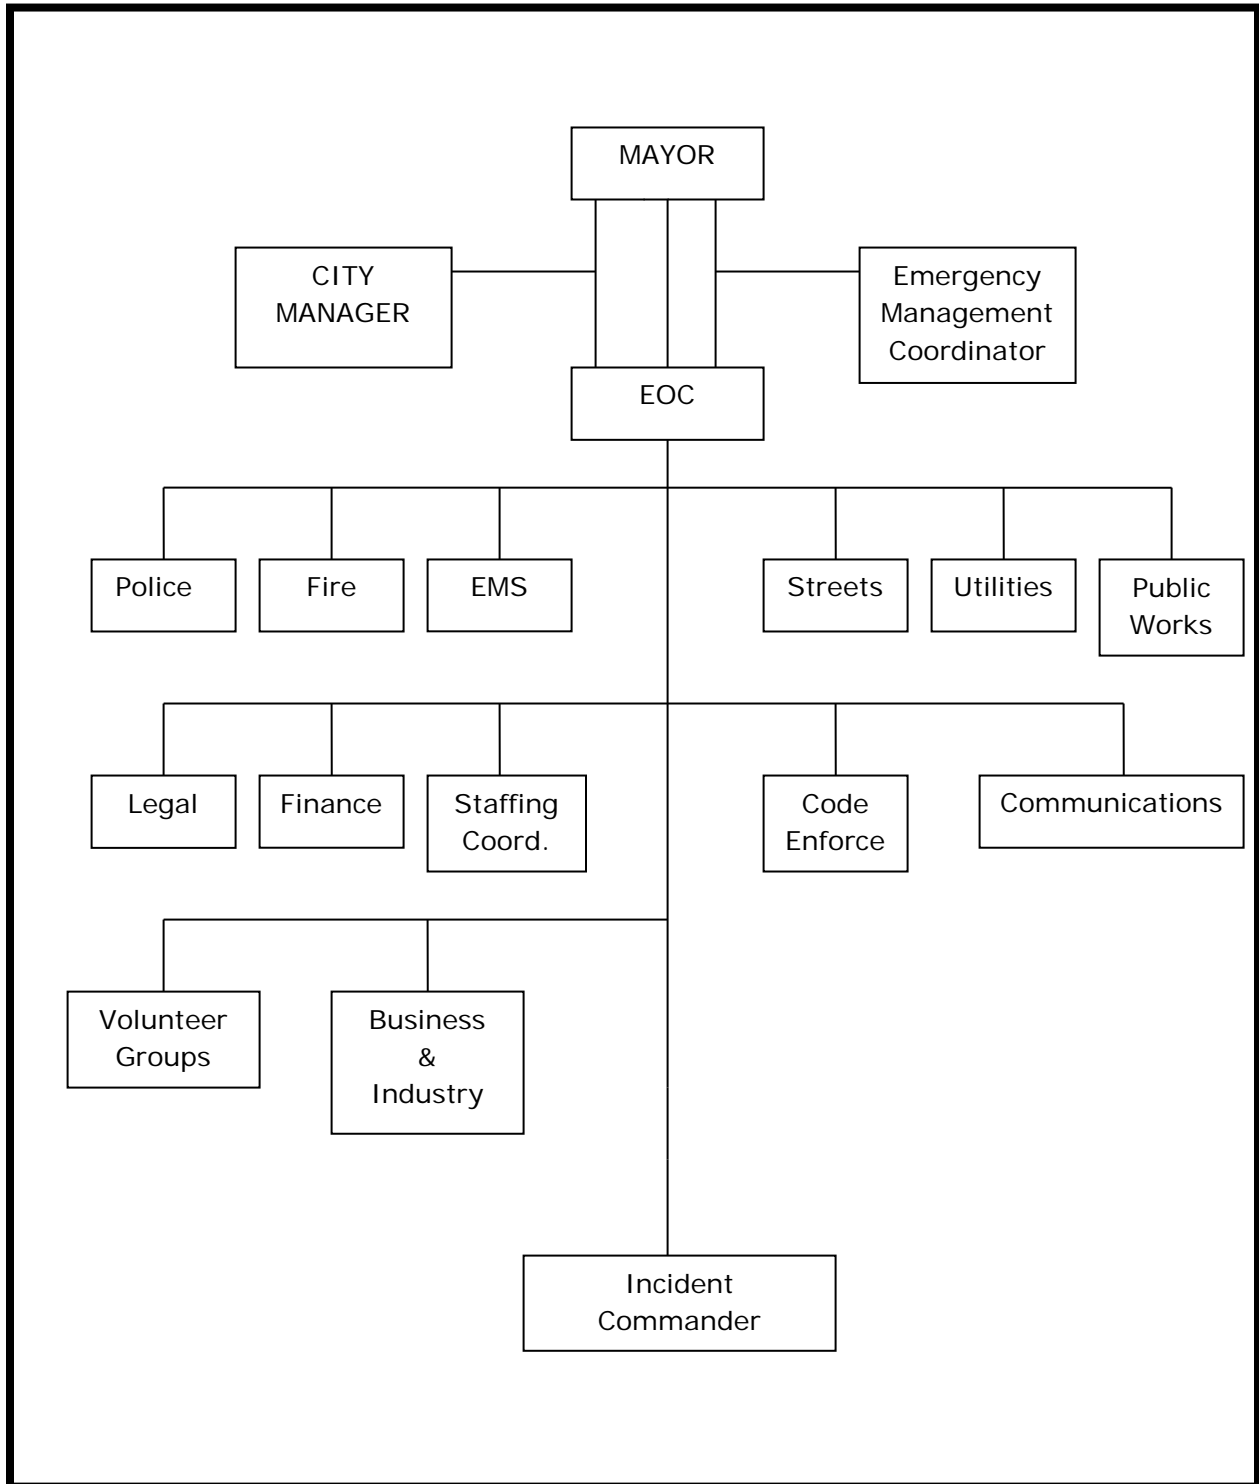 MAYOR
CITY
MANAGER
Emergency
Management
Coordinator
EOC
Police
Fire
EMS
Streets
Utilities
Public
Works
Legal
Finance
Staffing
Coord.
Code
Enforce
Communications
Volunteer
Groups
Business
&
Industry
Incident
Commander